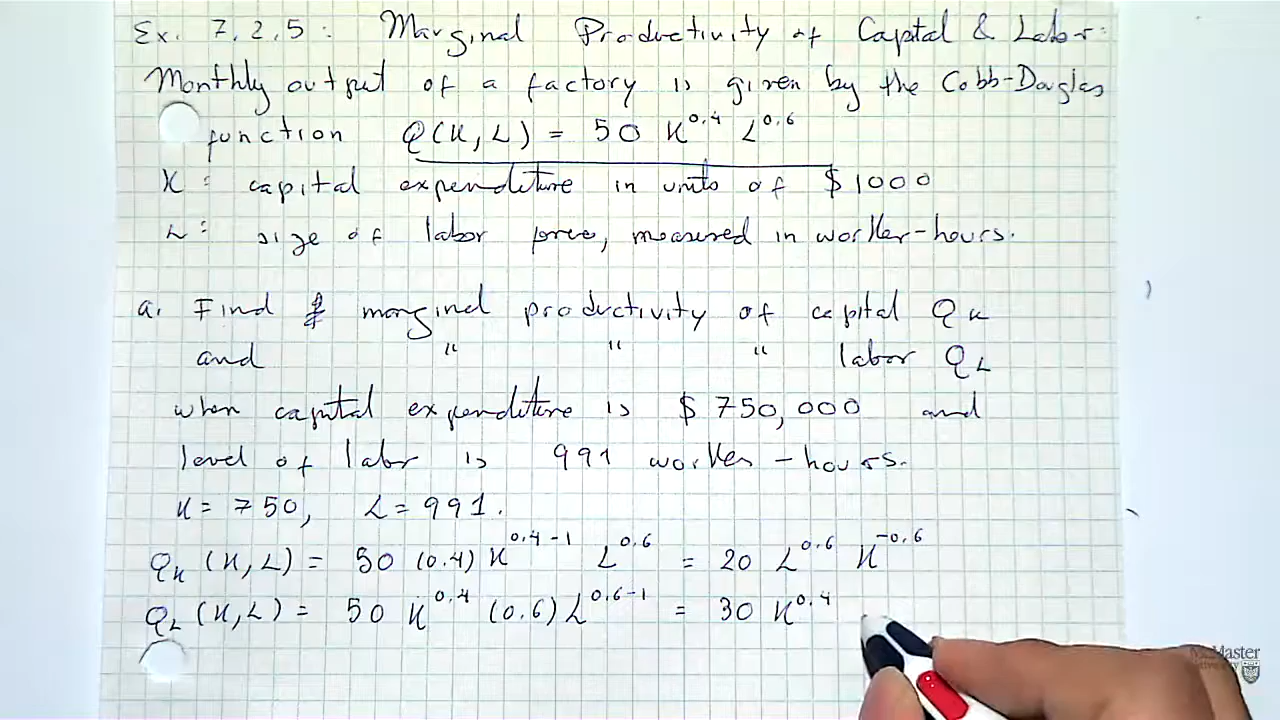 Ex. 7.2.5: Marginal Productivity of Capital & Labor:
Monthly output of a factory is given by the Cobb-Douglas
function Q(K, L) = 50 K^0.4 L^0.6
K: capital expenditure in units of $1000
L: size of labor force, measured in worker-hours.
a. Find marginal productivity of capital Q_K
and " " " labor Q_L
when capital expenditure is $750,000 and
level of labor is 991 worker-hours.
K = 750, L = 991.
Q_K (K, L) = 50 (0.4) K^0.4-1 L^0.6 = 20 L^0.6 K^-0.6
Q_L (K, L) = 50 K^0.4 (0.6) L^0.6-1 = 30 K^0.4
McMaster
University